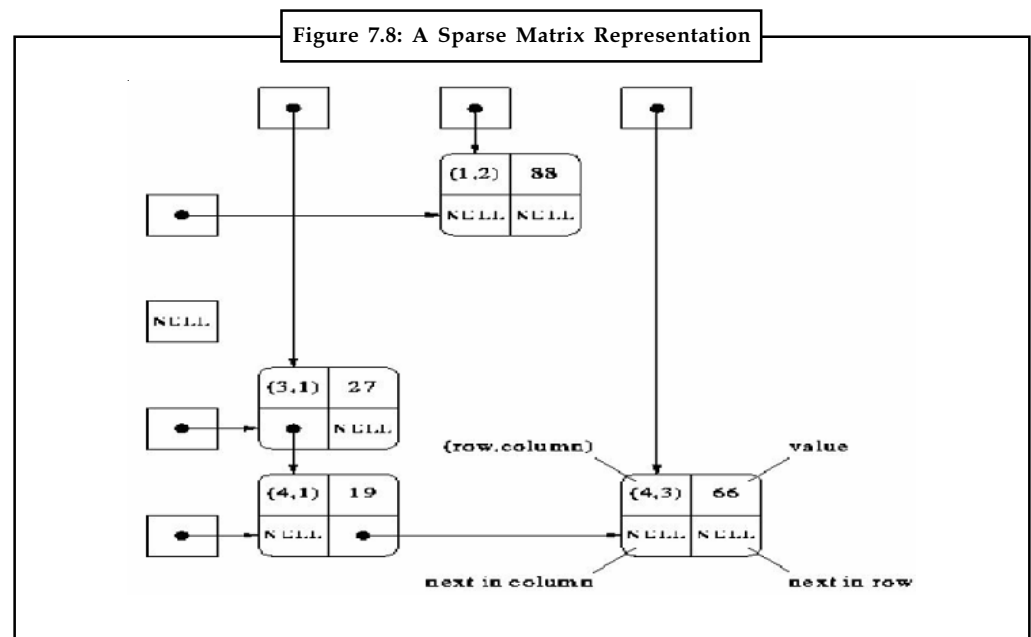 Figure 7.8: A Sparse Matrix Representation
(1,2) 88
NULL NULL
NULL
(3,1) 27
NULL
(row.column) value
(4,1) 19 (4,3) 66
NULL NULL NULL
next in column next in row